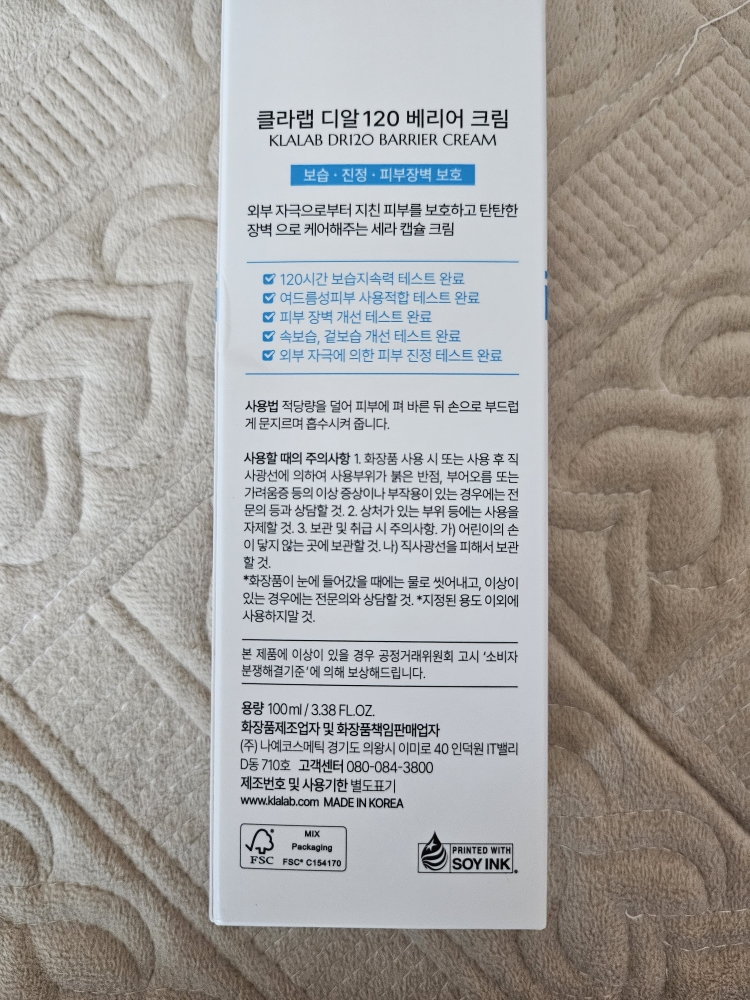 클라랩 디알 120 베리어 크림
KLALAB DR120 BARRIER CREAM
보습 · 진정 · 피부장벽 보호
외부 자극으로부터 지친 피부를 보호하고 탄탄한
장벽 으로 케어해주는 세라 캡슐 크림
120시간 보습지속력 테스트 완료
여드름성피부 사용적합 테스트 완료
피부 장벽 개선 테스트 완료
속보습, 겉보습 개선 테스트 완료
외부 자극에 의한 피부 진정 테스트 완료
사용법 적당량을 덜어 피부에 펴 바른 뒤 손으로 부드럽
게 문지르며 흡수시켜 줍니다.
사용할 때의 주의사항 1. 화장품 사용 시 또는 사용 후 직
사광선에 의하여 사용부위가 붉은 반점, 부어오름 또는
가려움증 등의 이상 증상이나 부작용이 있는 경우에는 전
문의 등과 상담할 것. 2. 상처가 있는 부위 등에는 사용을
자제할 것. 3. 보관 및 취급 시 주의사항. 가) 어린이의 손
이 닿지 않는 곳에 보관할 것. 나) 직사광선을 피해서 보관
할 것.
*화장품이 눈에 들어갔을 때에는 물로 씻어내고, 이상이
있는 경우에는 전문의와 상담할 것. *지정된 용도 이외에
사용하지말 것.
본 제품에 이상이 있을 경우 공정거래위원회 고시 '소비자
분쟁해결기준'에 의해 보상해드립니다.
용량 100ml / 3.38 FL.OZ.
화장품제조업자 및 화장품책임판매업자
(주) 나예코스메틱 경기도 의왕시 이미로 40 인덕원 IT밸리
D동 710호 고객센터 080-084-3800
제조번호 및 사용기한 별도표기
www.klalab.com MADE IN KOREA
FSC
MIX
Packaging
FSC® C154170
PRINTED WITH
SOY INK